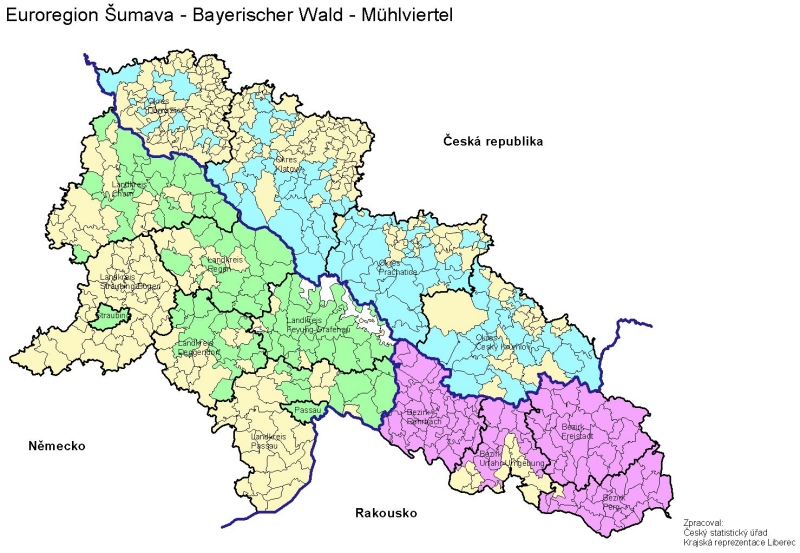 Euroregion Šumava - Bayerischer Wald - Mühlviertel
Česká republika
Okres
Okres
Klatovy
Landkreis
Cham
Landkreis
Regen
Okres
Prachatice
Landkreis
Straubing-Bogen
Straubing
Landkreis
Freyung-Grafenau
Landkreis
Deggendorf
Okres
Český Krumlov
Passau
Bezirk
Rohrbach
Landkreis
Passau
Bezirk
Freistadt
Německo
Bezirk
Urfahr-Umgebung
Bezirk
Perg
Rakousko
Zpracoval:
Český statistický úřad
Krajská reprezentace Liberec